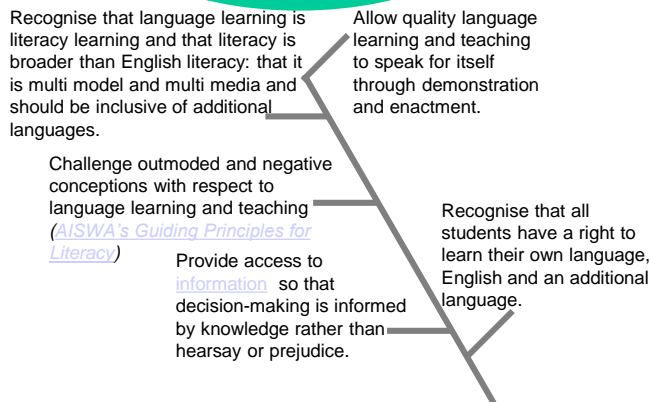 Recognise that language learning is
literacy learning and that literacy is
broader than English literacy: that it
is multi model and multi media and
should be inclusive of additional
languages.
Allow quality language
learning and teaching
to speak for itself
through demonstration
and enactment.
Challenge outmoded and negative
conceptions with respect to
language learning and teaching
(AISWA's Guiding Principles for
Literacy)
Provide access to
information so that
decision-making is informed
by knowledge rather than
hearsay or prejudice.
Recognise that all
students have a right to
learn their own language,
English and an additional
language.